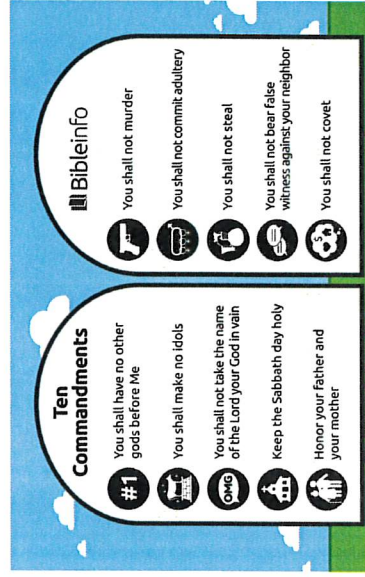 Ten
Commandments
#1
You shall have no other
gods before Me
You shall make no idols
OMG
You shall not take the name
of the Lord your God in vain
Keep the Sabbath day holy
Honor your father and
your mother
Bibleinfo
You shall not murder
You shall not commit adultery
You shall not steal
You shall not bear false
witness against your neighbor
$
You shall not covet